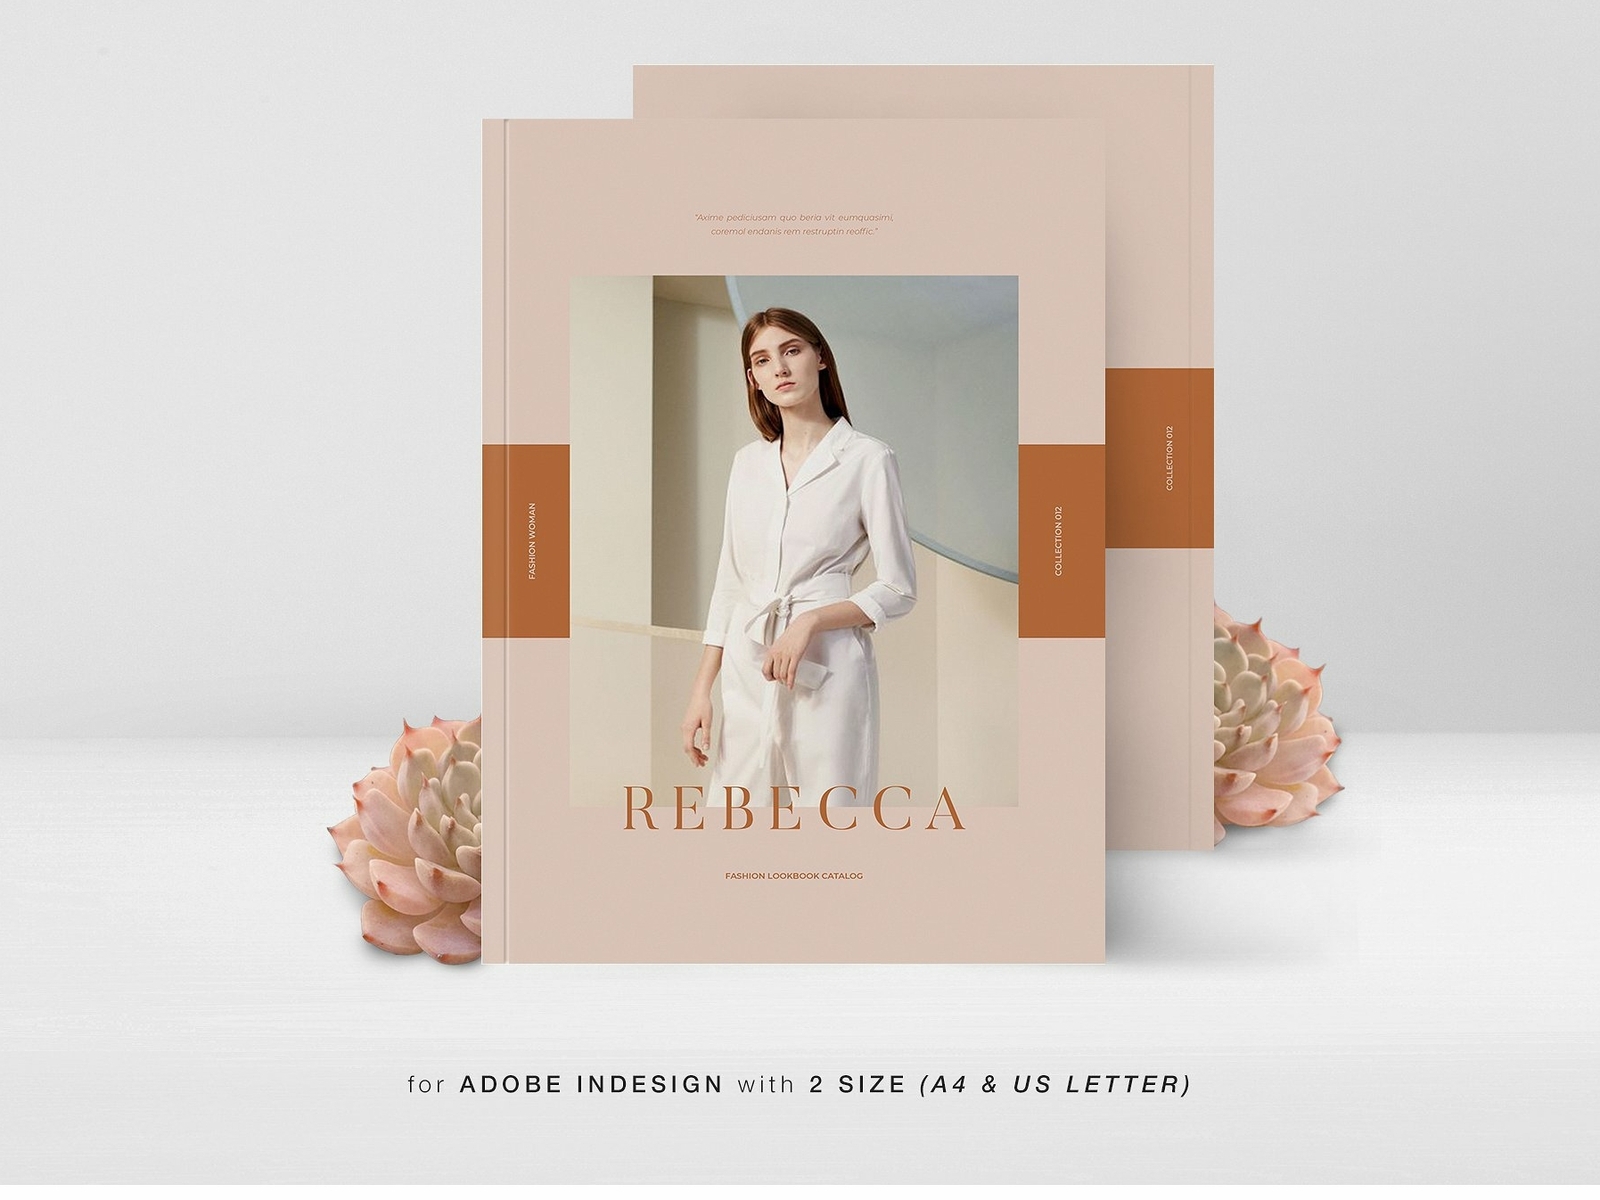 "Axime pediciusam quo beria vit eumquasimi,
coremol endanis rem restruptin reoffic."
FASHION WOMAN
COLLECTION 012
COLLECTION 012
REBECCA
FASHION LOOKBOOK CATALOG
for ADOBE INDESIGN with 2 SIZE (A4 & US LETTER)